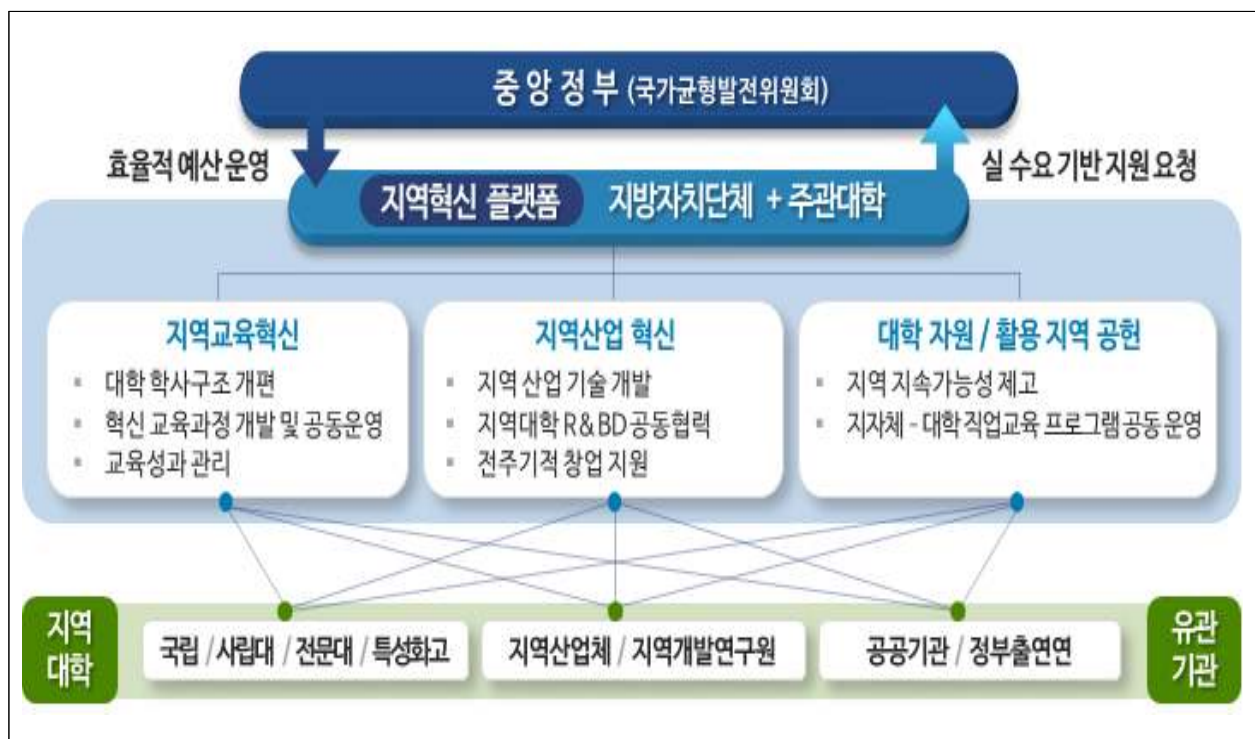 중앙정부 (국가균형발전위원회)
효율적 예산 운영
실 수요 기반 지원 요청
지역혁신 플랫폼 지방자치단체 + 주관대학
지역교육혁신
▪ 대학 학사구조 개편
▪ 혁신 교육과정 개발 및 공동운영
▪ 교육성과 관리
지역산업 혁신
▪ 지역 산업 기술 개발
▪ 지역대학 R&BD 공동협력
▪ 전주기적 창업 지원
대학 자원 / 활용 지역 공헌
▪ 지역 지속가능성 제고
▪ 지자체 - 대학 직업교육 프로그램 공동 운영
지역
대학
국립 / 사립대 / 전문대 / 특성화고
지역산업체 / 지역개발연구원
공공기관 / 정부출연연
유관
기관